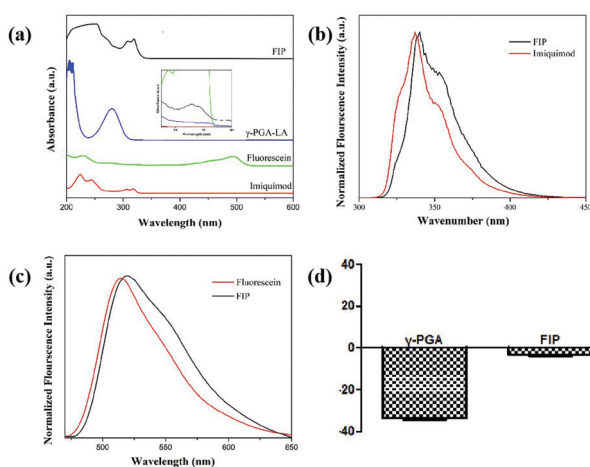 (a)
Absorbance (a.u.)
FIP
γ-PGA-LA
Fluorescein
Imiquimod
200 300 400 500 600
Wavelength (nm)
(b)
Normalized Flourscence Intensity (a.u.)
FIP
Imiquimod
300 350 400 450
Wavenumber (nm)
(c)
Normalized Flourscence Intensity (a.u.)
Fluorescein
FIP
500 550 600 650
Wavelength (nm)
(d)
40
20
0
-20
-40
γ-PGA
FIP